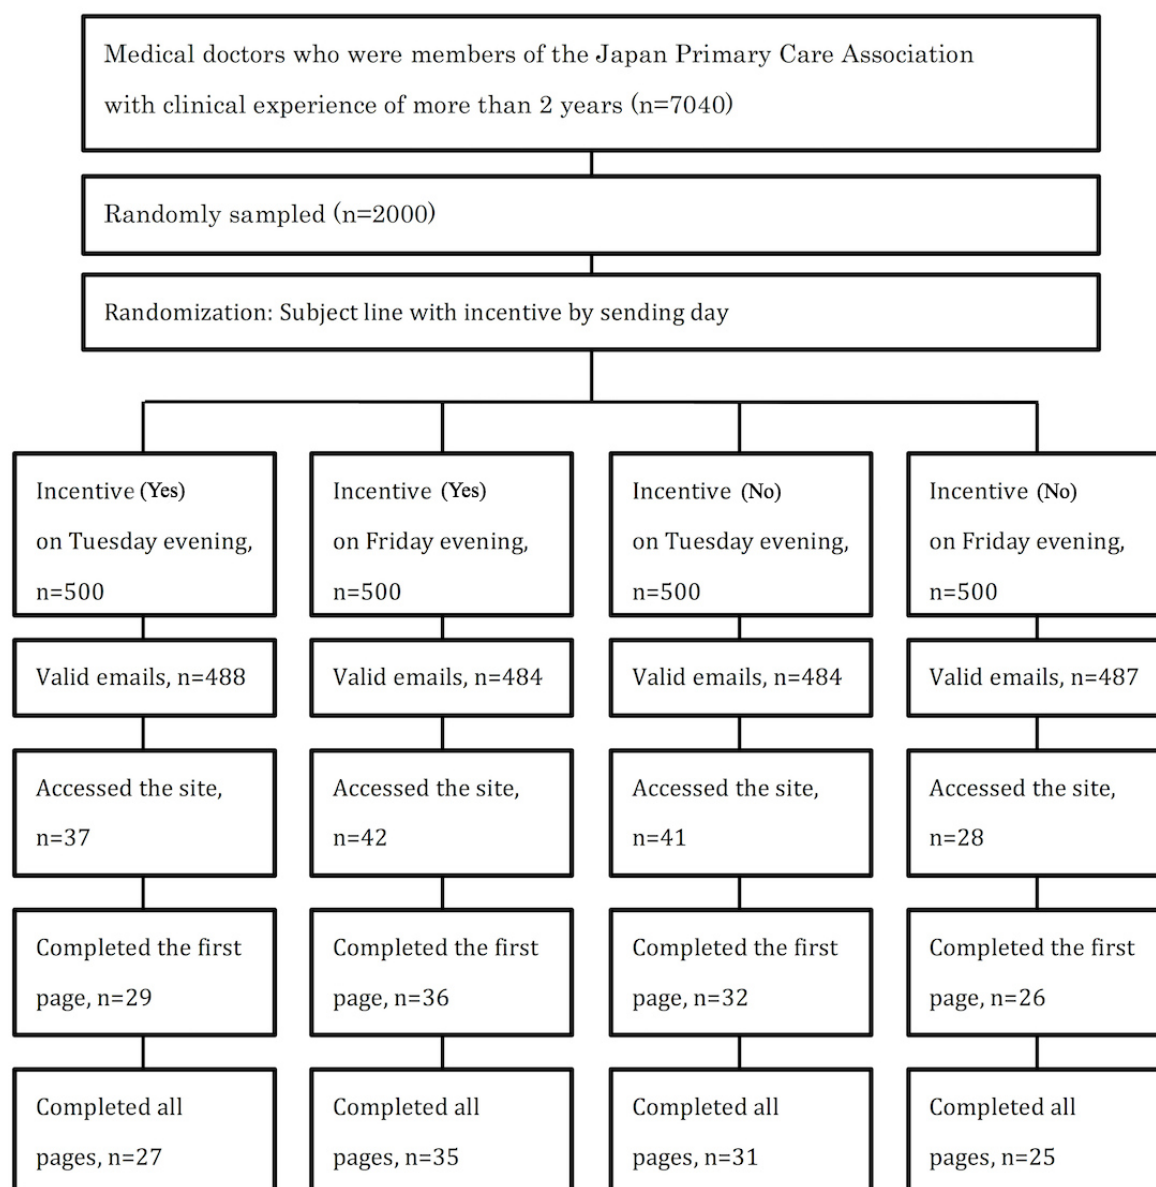 Medical doctors who were members of the Japan Primary Care Association
with clinical experience of more than 2 years (n=7040)
Randomly sampled (n=2000)
Randomization: Subject line with incentive by sending day
Incentive (Yes)
on Tuesday evening,
n=500
Incentive (Yes)
on Friday evening,
n=500
Incentive (No)
on Tuesday evening,
n=500
Incentive (No)
on Friday evening,
n=500
Valid emails, n=488
Valid emails, n=484
Valid emails, n=484
Valid emails, n=487
Accessed the site,
n=37
Accessed the site,
n=42
Accessed the site,
n=41
Accessed the site,
n=28
Completed the first
page, n=29
Completed the first
page, n=36
Completed the first
page, n=32
Completed the first
page, n=26
Completed all
pages, n=27
Completed all
pages, n=35
Completed all
pages, n=31
Completed all
pages, n=25